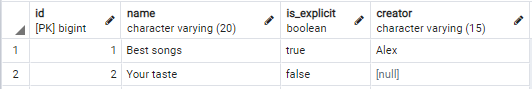 id name is_explicit creator
[PK] bigint character varying (20) boolean character varying (15)
1 1 Best songs true Alex
2 2 Your taste false [null]